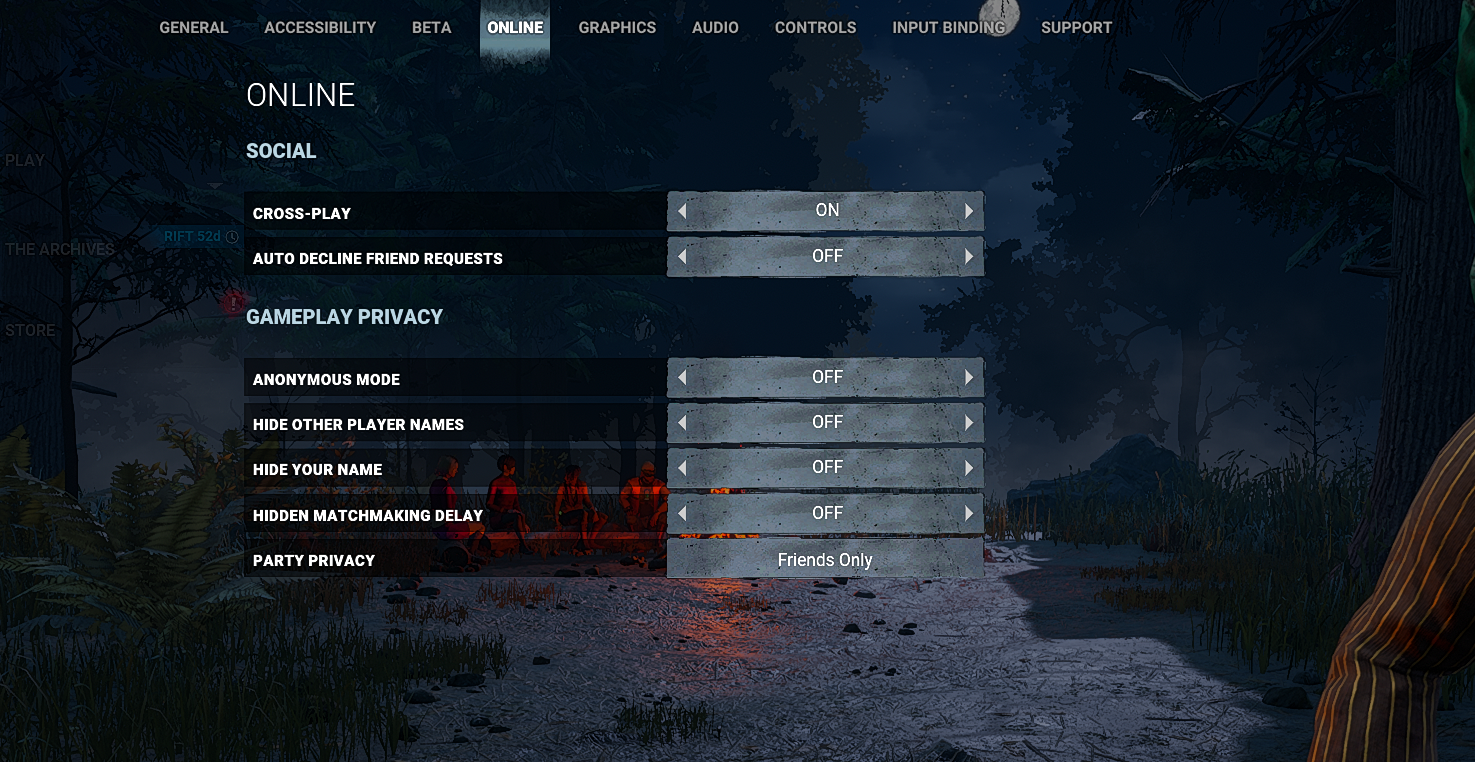 GENERAL ACCESSIBILITY BETA ONLINE GRAPHICS AUDIO CONTROLS INPUT BINDING SUPPORT
ONLINE
SOCIAL
PLAY
CROSS-PLAY ON
RIFT 52d
THE ARCHIVES
AUTO DECLINE FRIEND REQUESTS OFF
!
GAMEPLAY PRIVACY
STORE
ANONYMOUS MODE OFF
HIDE OTHER PLAYER NAMES OFF
HIDE YOUR NAME OFF
HIDDEN MATCHMAKING DELAY OFF
PARTY PRIVACY Friends Only